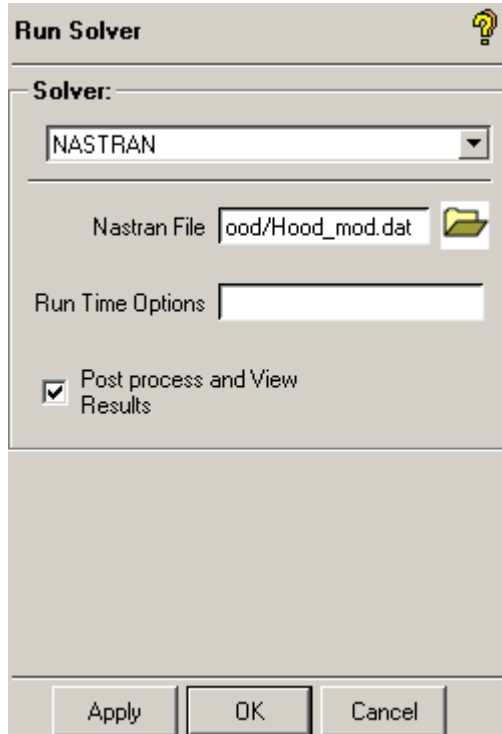 Run Solver
Solver:
NASTRAN
Nastran File ood/Hood_mod.dat
Run Time Options
Post process and View
Results
Apply OK Cancel